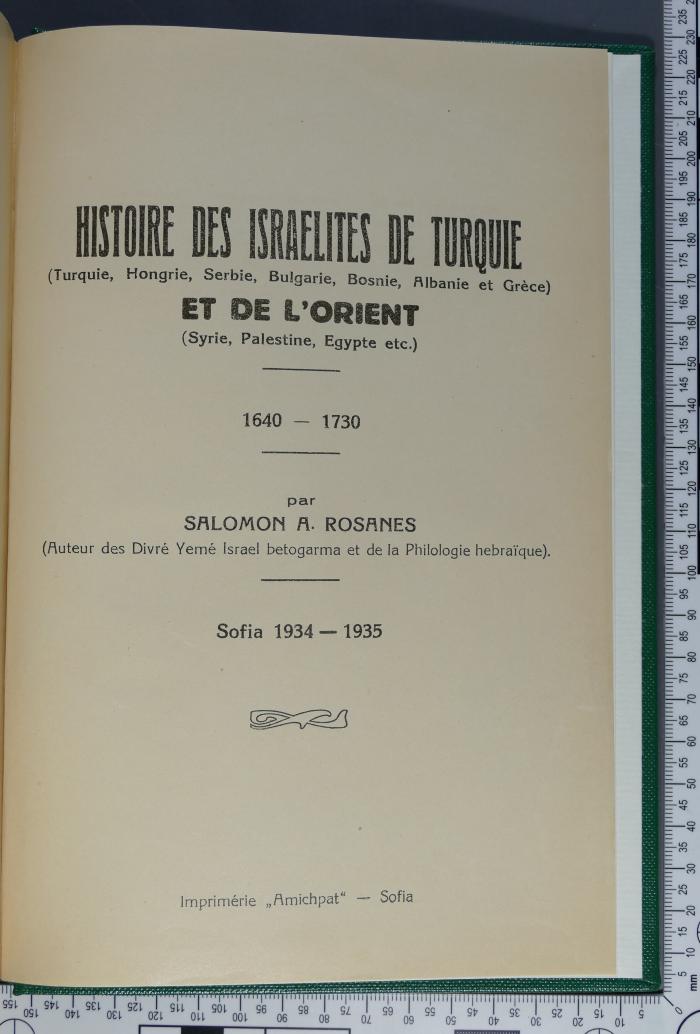 HISTOIRE DES ISRAELITES DE TURQUIE
(Turquie, Hongrie, Serbie, Bulgarie, Bosnie, Albanie et Grèce)
ET DE L'ORIENT
(Syrie, Palestine, Egypte etc.)
1640 — 1730
par
SALOMON A. ROSANES
(Auteur des Divré Yemé Israel betogarma et de la Philologie hebraïque).
Sofia 1934 — 1935
Imprimérie „Amichpat“ — Sofia